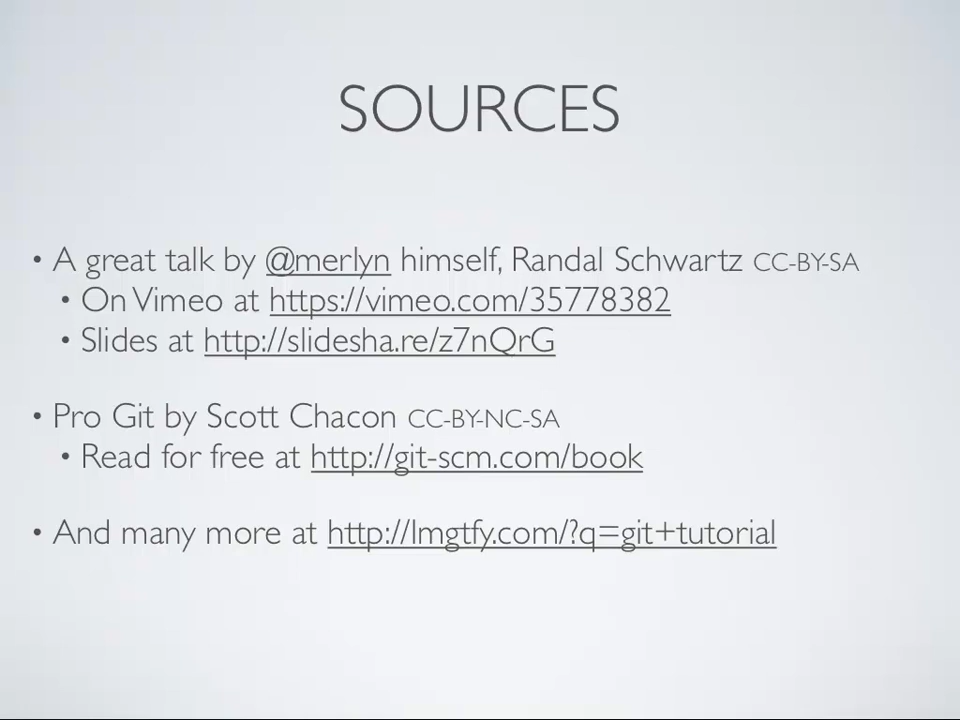 SOURCES
• A great talk by @merlyn himself, Randal Schwartz CC-BY-SA
• On Vimeo at https://vimeo.com/35778382
• Slides at http://slidesha.re/z7nQrG
• Pro Git by Scott Chacon CC-BY-NC-SA
• Read for free at http://git-scm.com/book
• And many more at http://lmgtfy.com/?q=git+tutorial